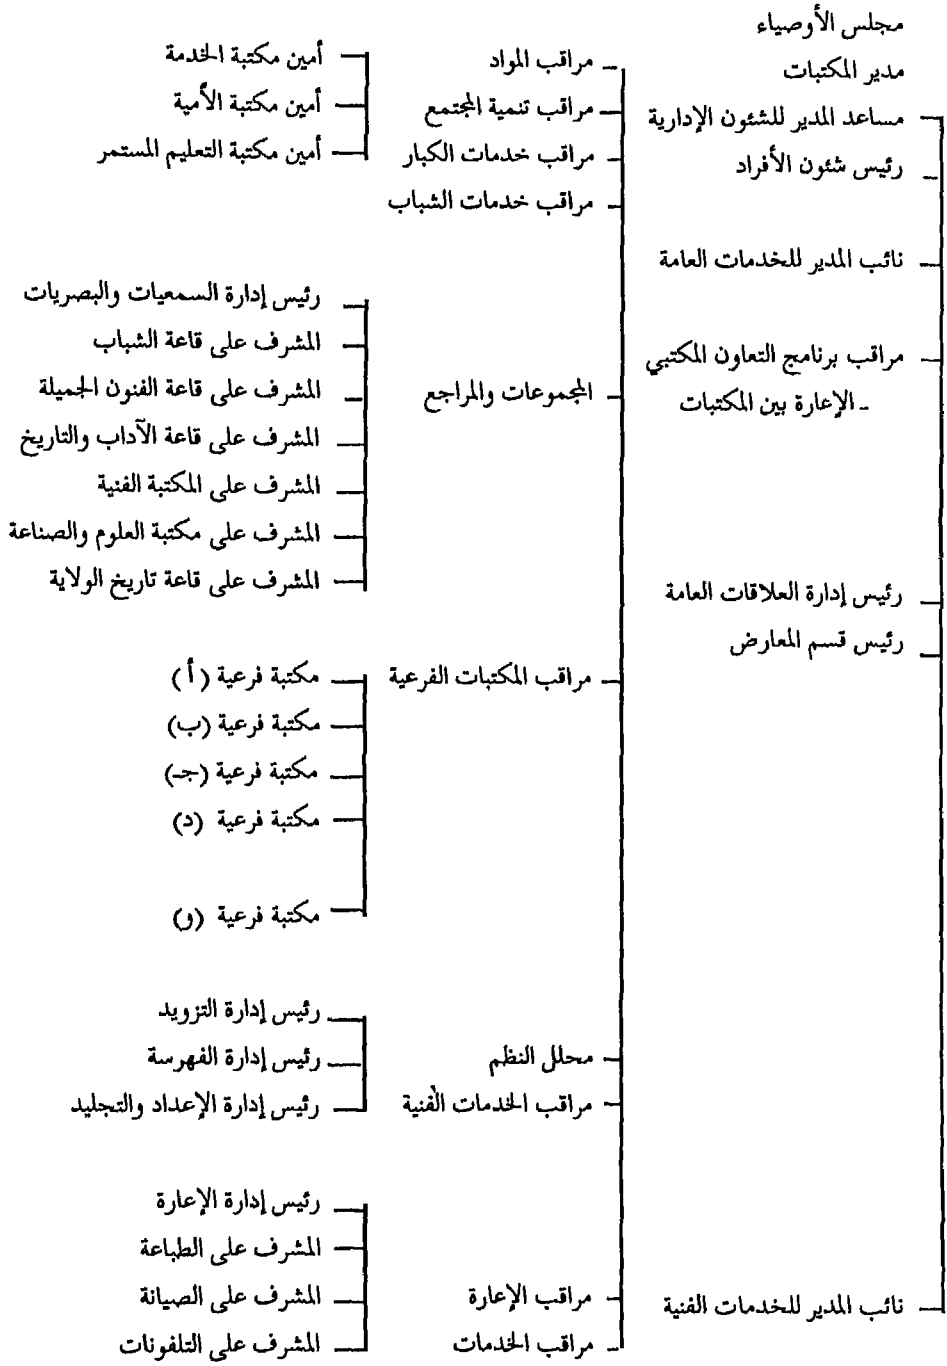 مجلس الأوصياء
مدير المكتبات
مساعد المدير للشئون الإدارية
رئيس شئون الأفراد
نائب المدير للخدمات العامة
مراقب برنامج التعاون المكتبي
- الإعارة بين المكتبات
رئيس إدارة العلاقات العامة
رئيس قسم المعارض
نائب المدير للخدمات الفنية
مراقب المواد
مراقب تنمية المجتمع
مراقب خدمات الكبار
مراقب خدمات الشباب
المجموعات والمراجع
مراقب المكتبات الفرعية
محلل النظم
مراقب الخدمات الفنية
مراقب الإعارة
مراقب الخدمات
أمين مكتبة الخدمة
أمين مكتبة الأمية
أمين مكتبة التعليم المستمر
رئيس إدارة السمعيات والبصريات
المشرف على قاعة الشباب
المشرف على قاعة الفنون الجميلة
المشرف على قاعة الآداب والتاريخ
المشرف على المكتبة الفنية
المشرف على مكتبة العلوم والصناعة
المشرف على قاعة تاريخ الولاية
مكتبة فرعية (أ)
مكتبة فرعية (ب)
مكتبة فرعية (جـ)
مكتبة فرعية (د)
مكتبة فرعية (و)
رئيس إدارة التزويد
رئيس إدارة الفهرسة
رئيس إدارة الإعداد والتجليد
رئيس إدارة الإعارة
المشرف على الطباعة
المشرف على الصيانة
المشرف على التلفونات